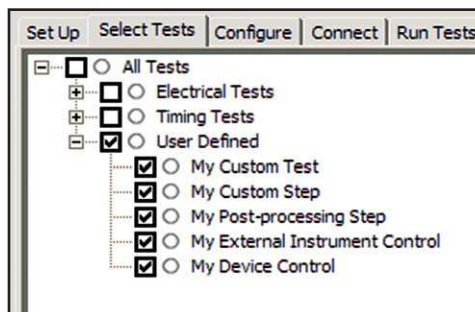 Set Up Select Tests Configure Connect Run Tests
All Tests
Electrical Tests
Timing Tests
User Defined
My Custom Test
My Custom Step
My Post-processing Step
My External Instrument Control
My Device Control